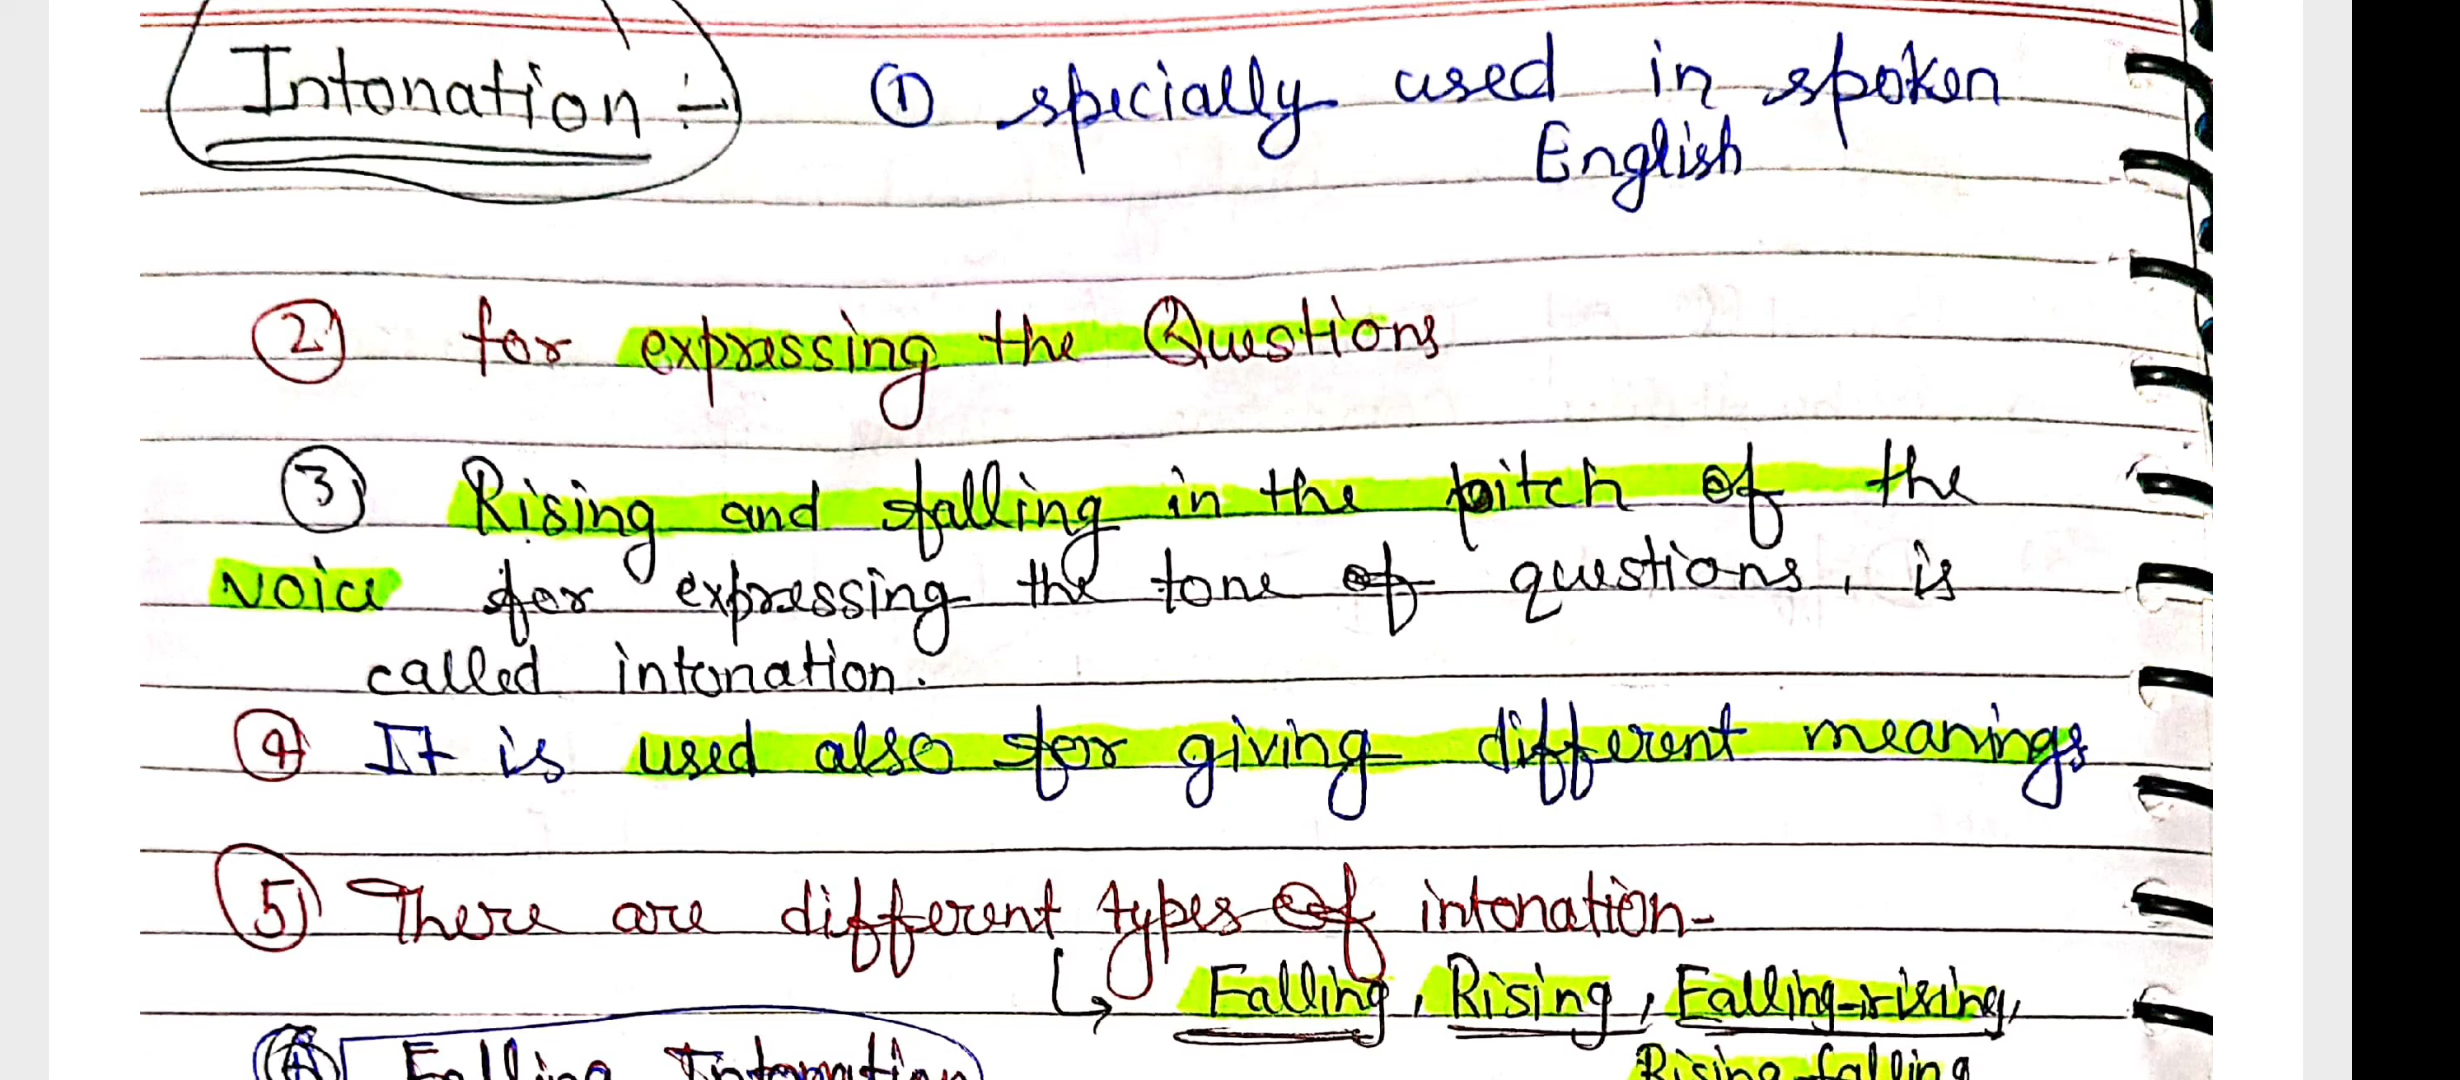 Intonation :- ① specially used in spoken
English
② for expressing the Questions
③ Rising and falling in the pitch of the
voice for expressing the tone of questions, is
called intonation.
④ It is used also for giving different meanings
⑤ There are different types of intonation-
↳ Falling, Rising, Falling-rising,
Rising-falling
Ⓐ Falling Intonation